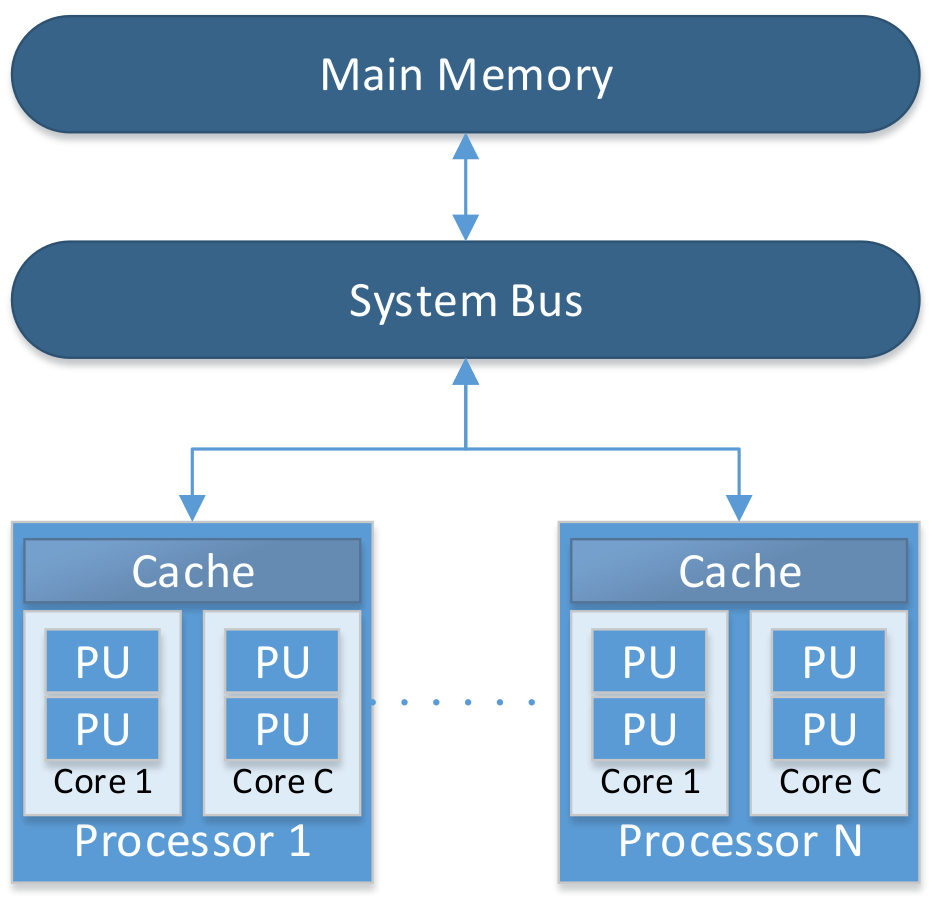 Main Memory
System Bus
Cache
PU
PU
Core 1
PU
PU
Core C
Processor 1
Cache
PU
PU
Core 1
PU
PU
Core C
Processor N